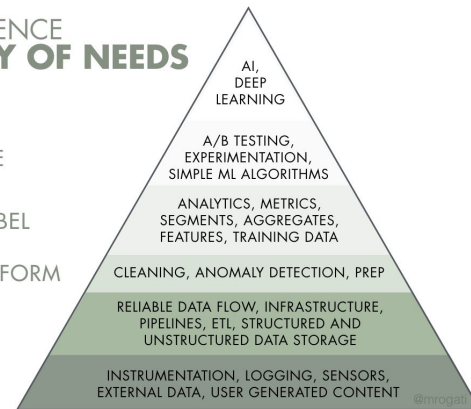 ENCE
Y OF NEEDS
AI,
DEEP
LEARNING
A/B TESTING,
EXPERIMENTATION,
SIMPLE ML ALGORITHMS
E
ANALYTICS, METRICS,
SEGMENTS, AGGREGATES,
FEATURES, TRAINING DATA
BEL
CLEANING, ANOMALY DETECTION, PREP
FORM
RELIABLE DATA FLOW, INFRASTRUCTURE,
PIPELINES, ETL, STRUCTURED AND
UNSTRUCTURED DATA STORAGE
INSTRUMENTATION, LOGGING, SENSORS,
EXTERNAL DATA, USER GENERATED CONTENT
@mrogati